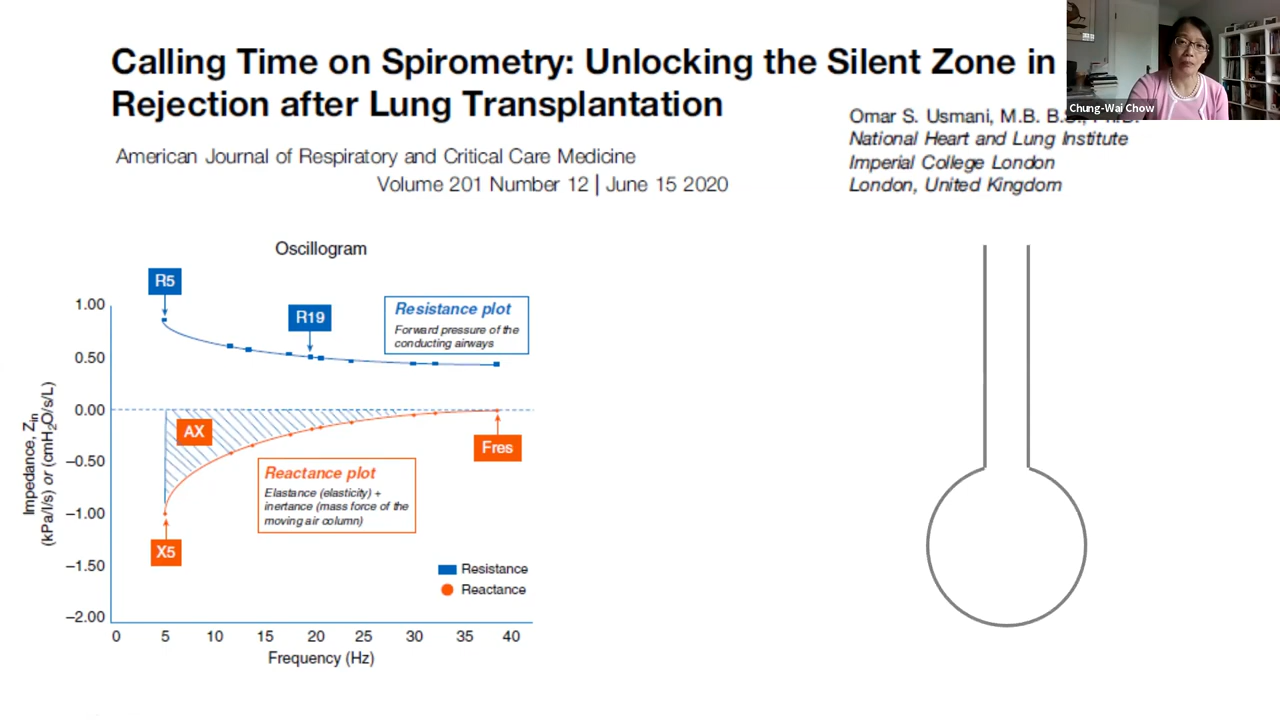 Calling Time on Spirometry: Unlocking the Silent Zone in
Rejection after Lung Transplantation
Chung-Wai Chow
Omar S. Usmani, M.B. B.S.,
National Heart and Lung Institute
Imperial College London
London, United Kingdom
American Journal of Respiratory and Critical Care Medicine
Volume 201 Number 12 | June 15 2020
Oscillogram
R5
R19
Resistance plot
Forward pressure of the
conducting airways
1.00
0.50
0.00
–0.50
–1.00
–1.50
–2.00
Impedance, Zin
(kPa/l/s) or (cmH2O/s/L)
AX
Fres
Reactance plot
Elastance (elasticity) +
inertance (mass force of the
moving air column)
X5
Resistance
Reactance
0 5 10 15 20 25 30 35 40
Frequency (Hz)